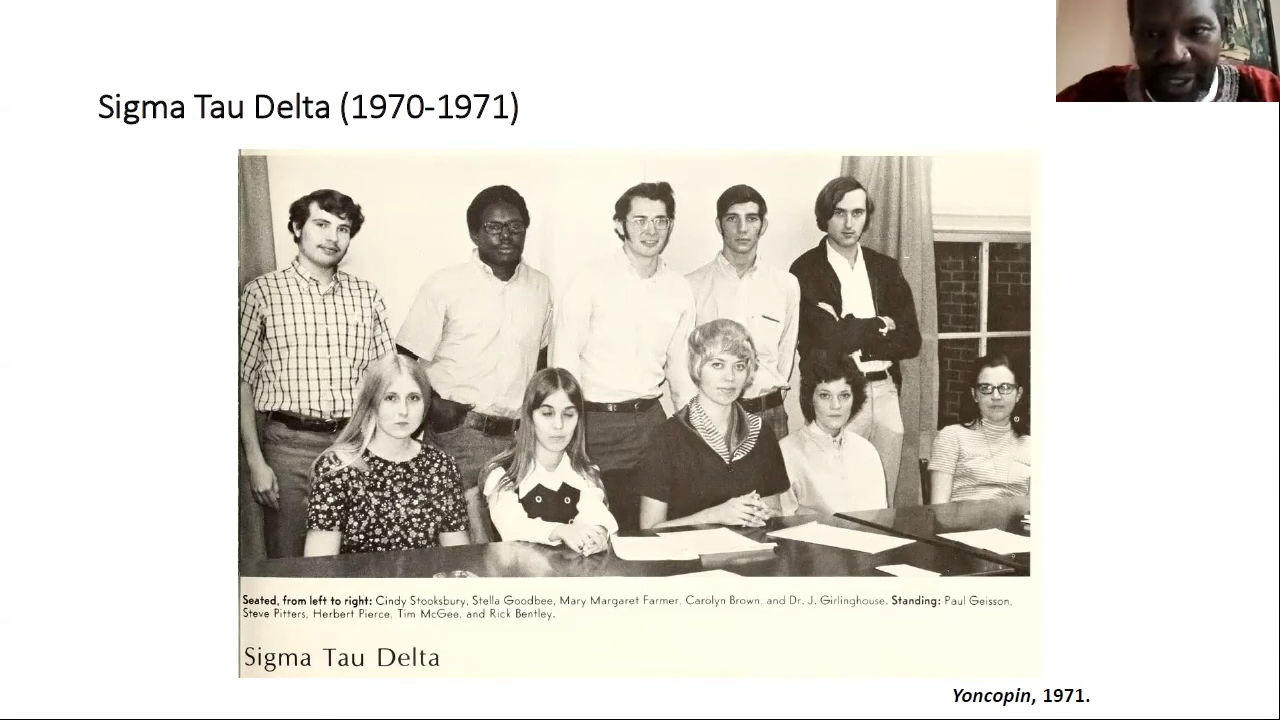 Sigma Tau Delta (1970-1971)
Seated, from left to right: Cindy Stooksbury, Stella Goodbee, Mary Margaret Farmer, Carolyn Brown, and Dr. J. Girlinghouse. Standing: Paul Geisson,
Steve Pitters, Herbert Pierce, Tim McGee, and Rick Bentley.
Sigma Tau Delta
Yoncopin, 1971.